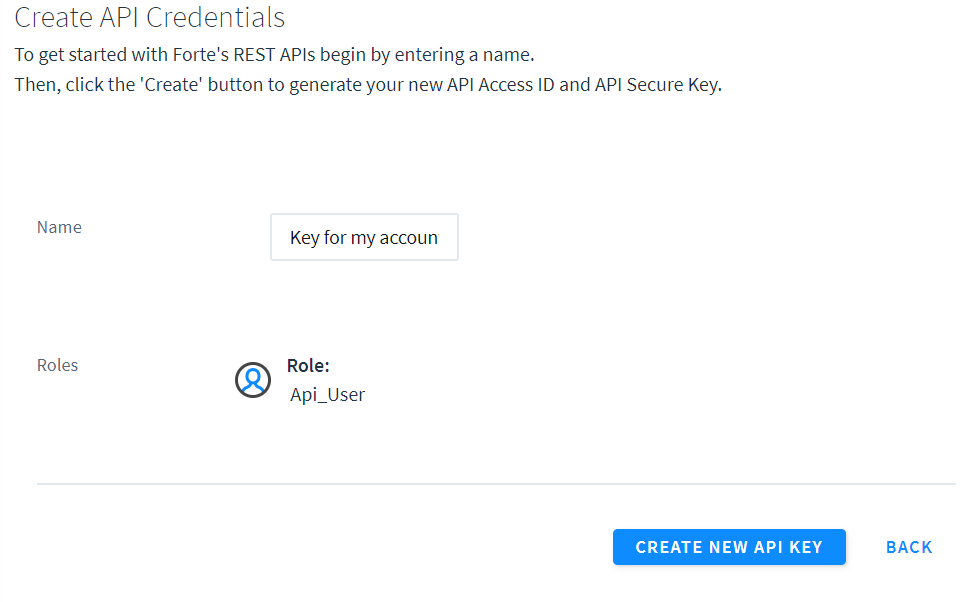 Create API Credentials
To get started with Forte's REST APIs begin by entering a name.
Then, click the 'Create' button to generate your new API Access ID and API Secure Key.
Name
Key for my accoun
Roles
Role:
Api_User
CREATE NEW API KEY
BACK